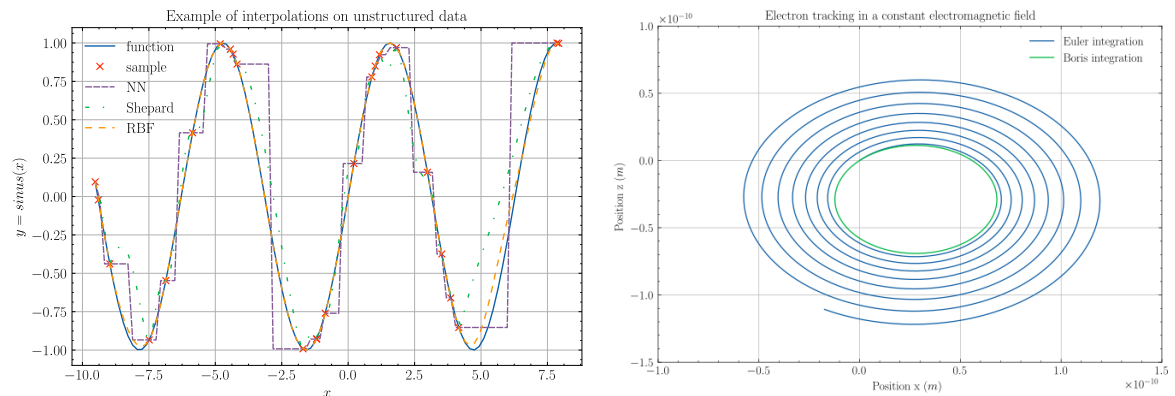 Example of interpolations on unstructured data
1.00
0.75
0.50
0.25
0.00
−0.25
−0.50
−0.75
−1.00
y = sinus(x)
function
sample
NN
Shepard
RBF
−10.0 −7.5 −5.0 −2.5 0.0 2.5 5.0 7.5
x
Electron tracking in a constant electromagnetic field
×10⁻¹⁰
1.0
0.5
0.0
−0.5
−1.0
−1.5
Position z (m)
Euler integration
Boris integration
−1.0 −0.5 0.0 0.5 1.0 1.5
Position x (m)
×10⁻¹⁰